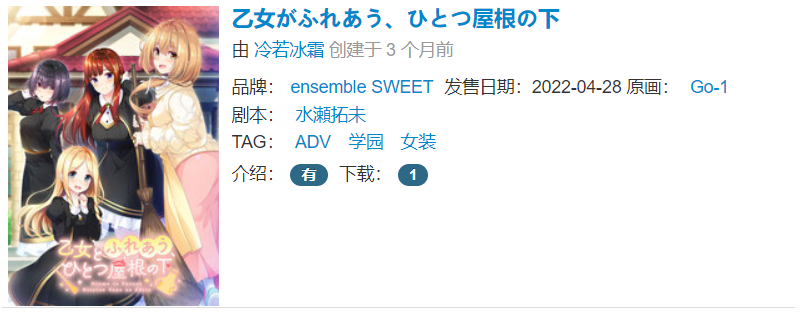 乙女がふれあう、ひとつ屋根の下
由 冷若冰霜 创建于 3 个月前
品牌： ensemble SWEET 发售日期：2022-04-28 原画： Go-1
剧本： 水瀬拓未
TAG： ADV 学园 女装
介绍： 有 下载： 1
乙女とふれあう、
ひとつ屋根の下